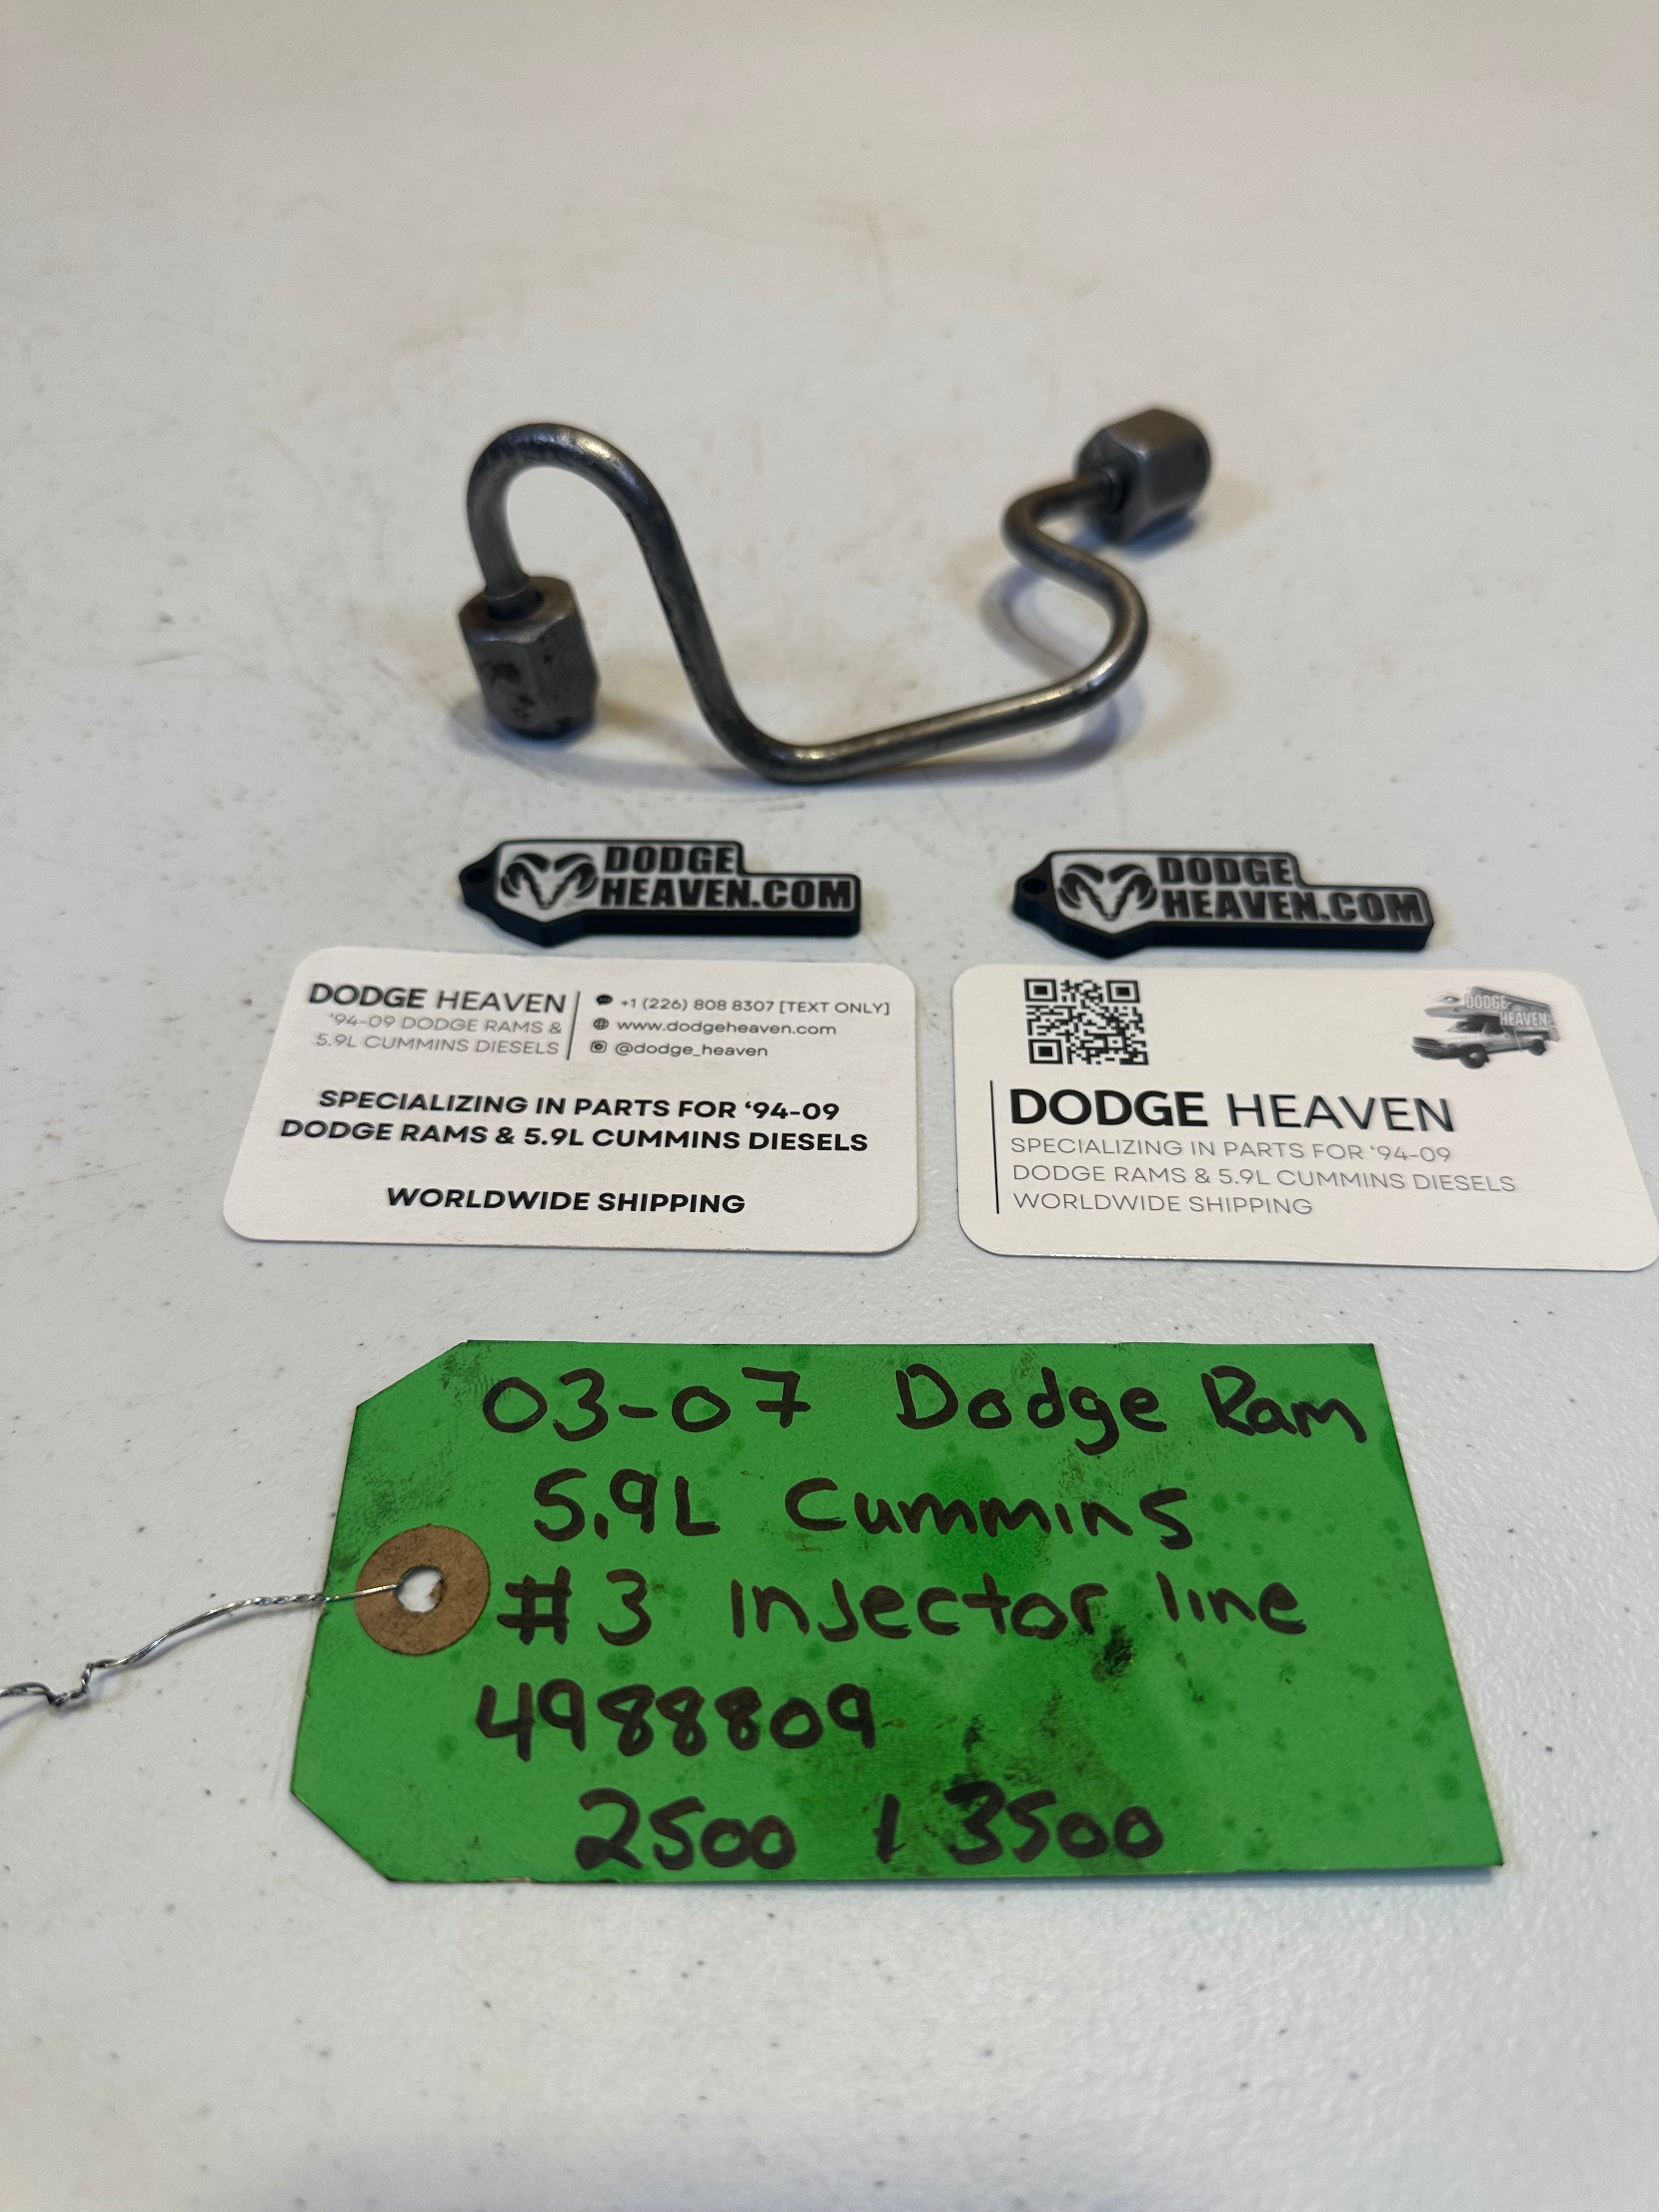 DODGE
HEAVEN.COM
DODGE
HEAVEN.COM
DODGE HEAVEN
'94-09 DODGE RAMS &
5.9L CUMMINS DIESELS
+1 (226) 808 8307 [TEXT ONLY]
www.dodgeheaven.com
@dodge_heaven
SPECIALIZING IN PARTS FOR '94-09
DODGE RAMS & 5.9L CUMMINS DIESELS
WORLDWIDE SHIPPING
DODGE
HEAVEN
DODGE HEAVEN
SPECIALIZING IN PARTS FOR '94-09
DODGE RAMS & 5.9L CUMMINS DIESELS
WORLDWIDE SHIPPING
03-07 Dodge Ram
5.9L Cummins
#3 Injector line
4988809
2500 / 3500